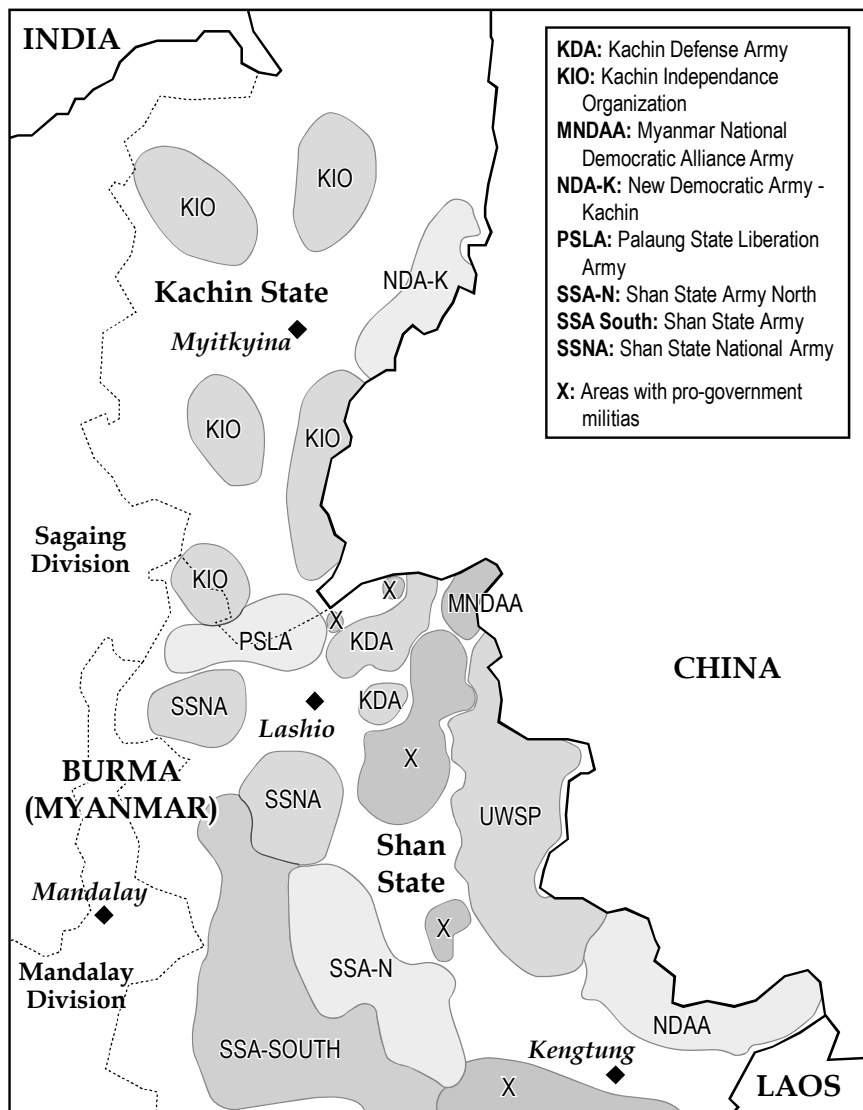 INDIA
KDA: Kachin Defense Army
KIO: Kachin Independance
Organization
MNDAA: Myanmar National
Democratic Alliance Army
NDA-K: New Democratic Army -
Kachin
PSLA: Palaung State Liberation
Army
SSA-N: Shan State Army North
SSA South: Shan State Army
SSNA: Shan State National Army
X: Areas with pro-government
militias
KIO
KIO
NDA-K
Kachin State
Myitkyina
KIO
KIO
Sagaing
Division
KIO
X
MNDAA
X
PSLA
KDA
CHINA
SSNA
KDA
Lashio
X
BURMA
(MYANMAR)
SSNA
UWSP
Shan
State
Mandalay
X
SSA-N
Mandalay
Division
NDAA
SSA-SOUTH
Kengtung
X
LAOS